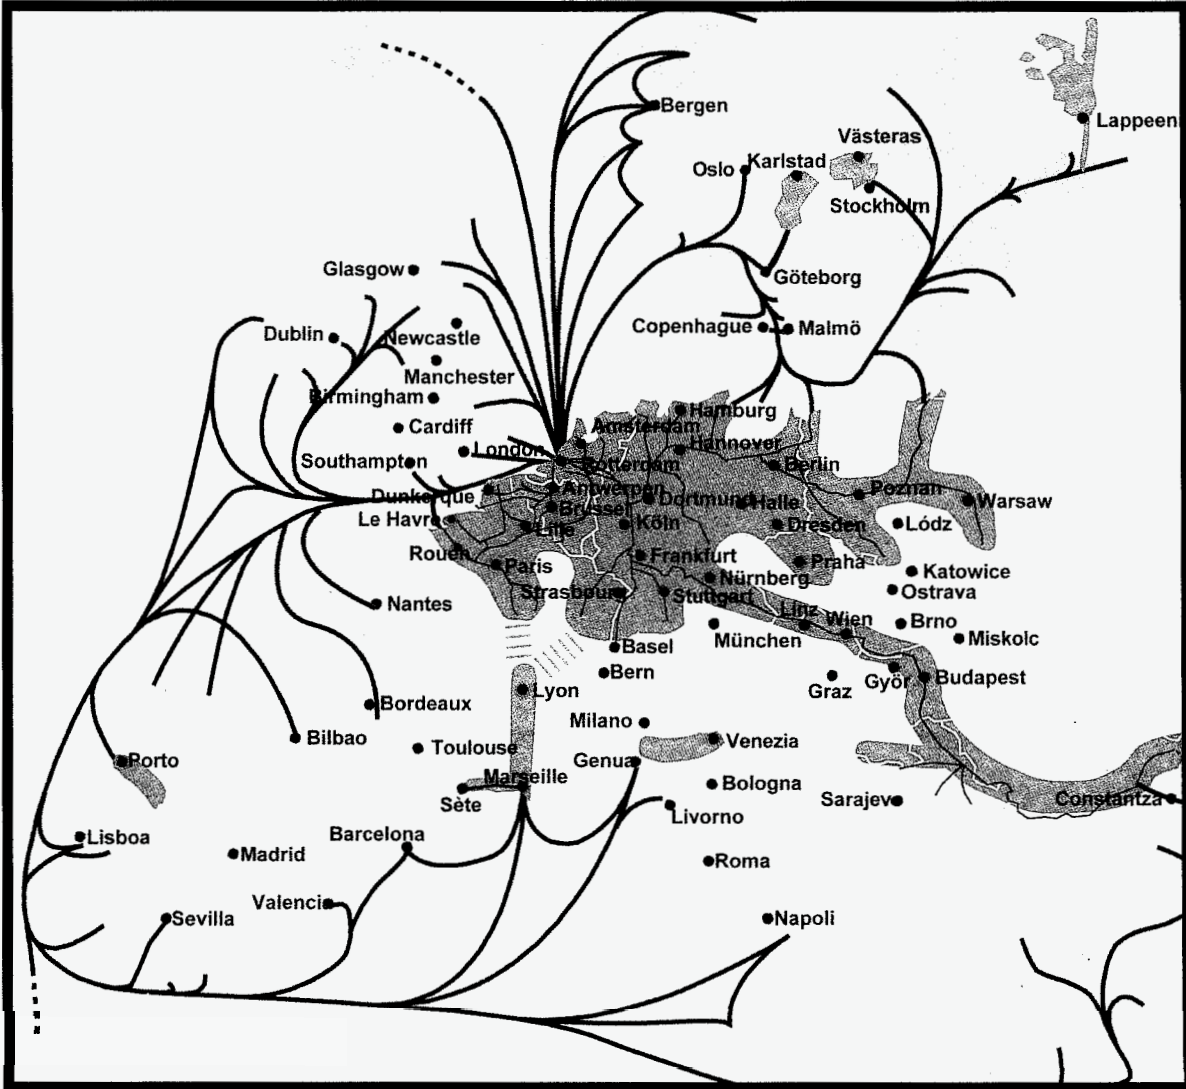 Bergen
Lappeen
Västeras
Oslo
Karlstad
Stockholm
Glasgow
Göteborg
Dublin
Newcastle
Copenhague
Malmö
Manchester
Birmingham
Hamburg
Cardiff
Amsterdam
Hannover
London
Southampton
Rotterdam
Berlin
Dunkerque
Antwerpen
Dortmund
Halle
Poznan
Warsaw
Le Havre
Brussel
Lille
Köln
Dresden
Lódz
Rouen
Paris
Frankfurt
Praha
Katowice
Nürnberg
Strasbourg
Stuttgart
Ostrava
Nantes
Linz
Wien
Brno
München
Miskolc
Basel
Bern
Györ
Budapest
Graz
Lyon
Bordeaux
Milano
Bilbao
Toulouse
Venezia
Porto
Genua
Marseille
Bologna
Sète
Sarajevo
Constantza
Livorno
Lisboa
Barcelona
Madrid
Roma
Valencia
Sevilla
Napoli